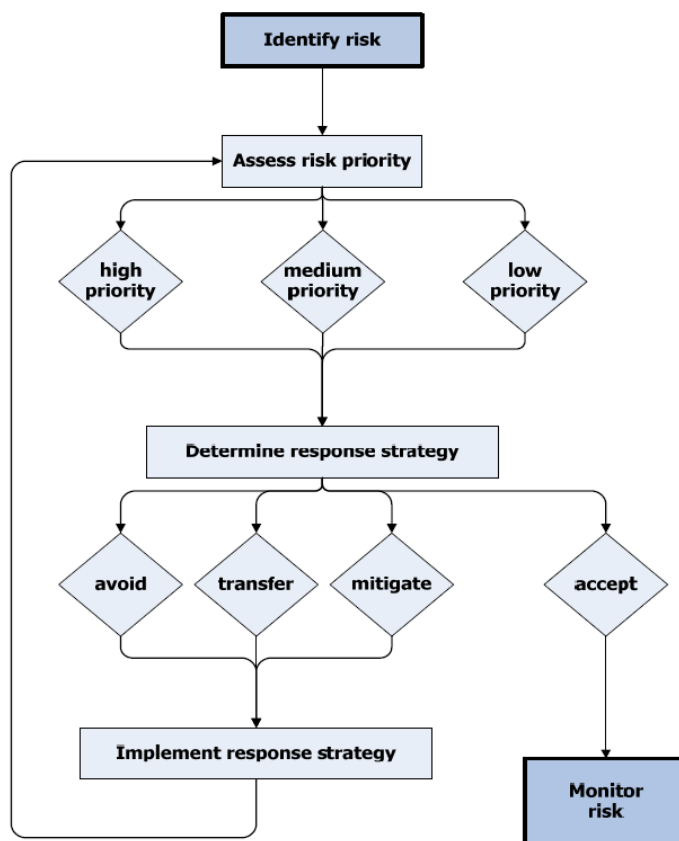 Identify risk
Assess risk priority
high
priority
medium
priority
low
priority
Determine response strategy
avoid
transfer
mitigate
accept
Implement response strategy
Monitor
risk